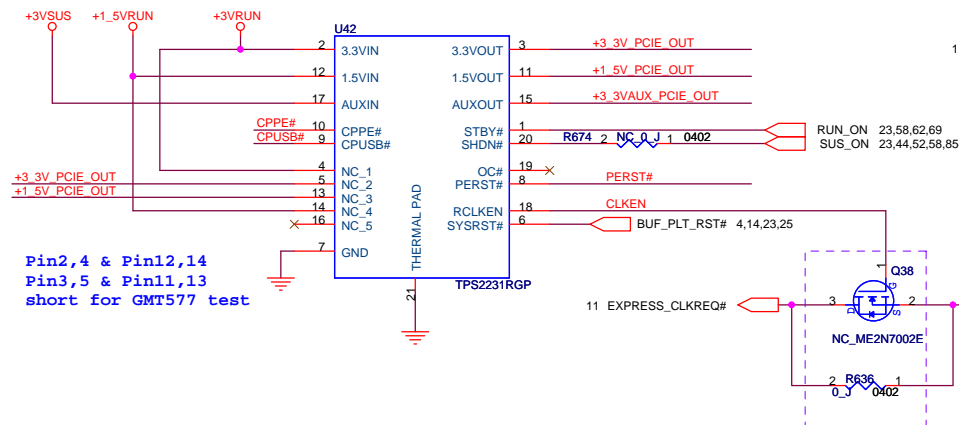 +3VSUS +1_5VRUN +3VRUN
U42
2 3.3VIN 3.3VOUT 3 +3_3V_PCIE_OUT
1
12 1.5VIN 1.5VOUT 11 +1_5V_PCIE_OUT
17 AUXIN AUXOUT 15 +3_3VAUX_PCIE_OUT
CPPE# 10 CPPE# STBY# 1 RUN_ON 23,58,62,69
CPUSB# 9 CPUSB# SHDN# 20 R674 2 NC_0_J 1 0402 SUS_ON 23,44,52,58,85
4 NC_1 OC# 19
+3_3V_PCIE_OUT 5 NC_2 PERST# 8 PERST#
+1_5V_PCIE_OUT 13 NC_3
14 NC_4 RCLKEN 18 CLKEN
16 NC_5 SYSRST# 6 BUF_PLT_RST# 4,14,23,25
7 GND
THERMAL PAD
21
TPS2231RGP
Pin2,4 & Pin12,14
Pin3,5 & Pin11,13
short for GMT577 test
1 Q38
G
11 EXPRESS_CLKREQ# 3 D S 2
NC_ME2N7002E
2 R636 1
0_J 0402